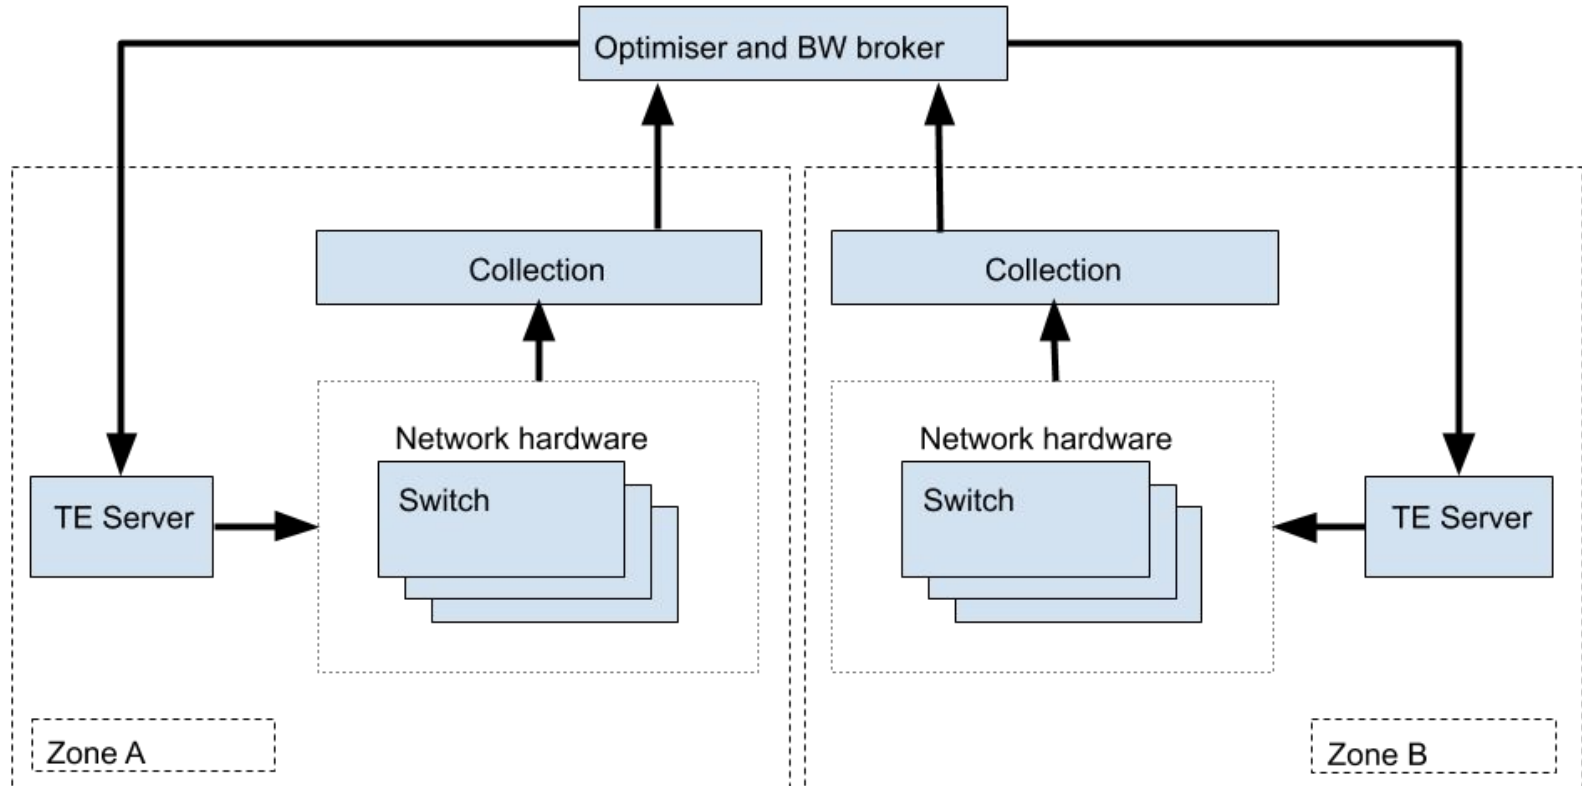 Optimiser and BW broker
Collection
Collection
Network hardware
Network hardware
Switch
Switch
TE Server
TE Server
Zone A
Zone B